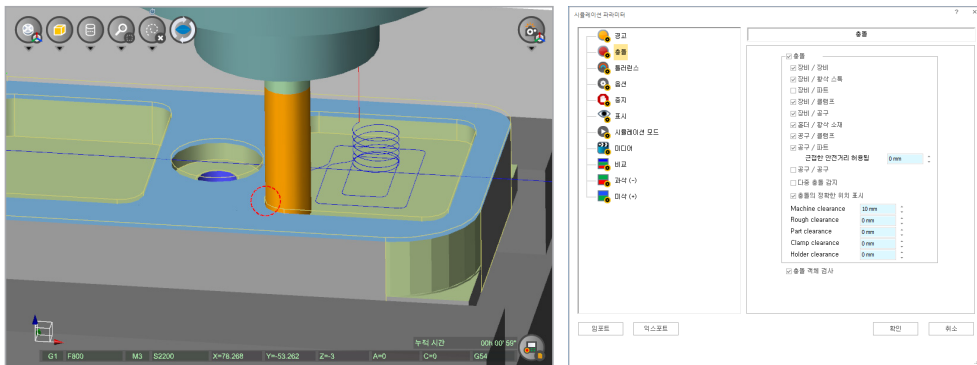 누적 시간 00h 00' 59"
G1 F800 M3 S2200 X=78.268 Y=-53.262 Z=-3 A=0 C=0 G54
시뮬레이션 파라미터 ? ×
경고
충돌
톨러런스
옵션
중지
표시
시뮬레이션 모드
미디어
비교
과삭 (-)
미삭 (+)
충돌
충돌
장비 / 장비
장비 / 황삭 스톡
장비 / 파트
장비 / 클램프
장비 / 공구
홀더 / 황삭 소재
공구 / 클램프
공구 / 파트
근접한 안전거리 허용됨 0 mm
공구 / 공구
다중 충돌 감지
충돌의 정확한 위치 표시
Machine clearance 10 mm
Rough clearance 0 mm
Part clearance 0 mm
Clamp clearance 0 mm
Holder clearance 0 mm
충돌 객체 검사
임포트 익스포트 확인 취소